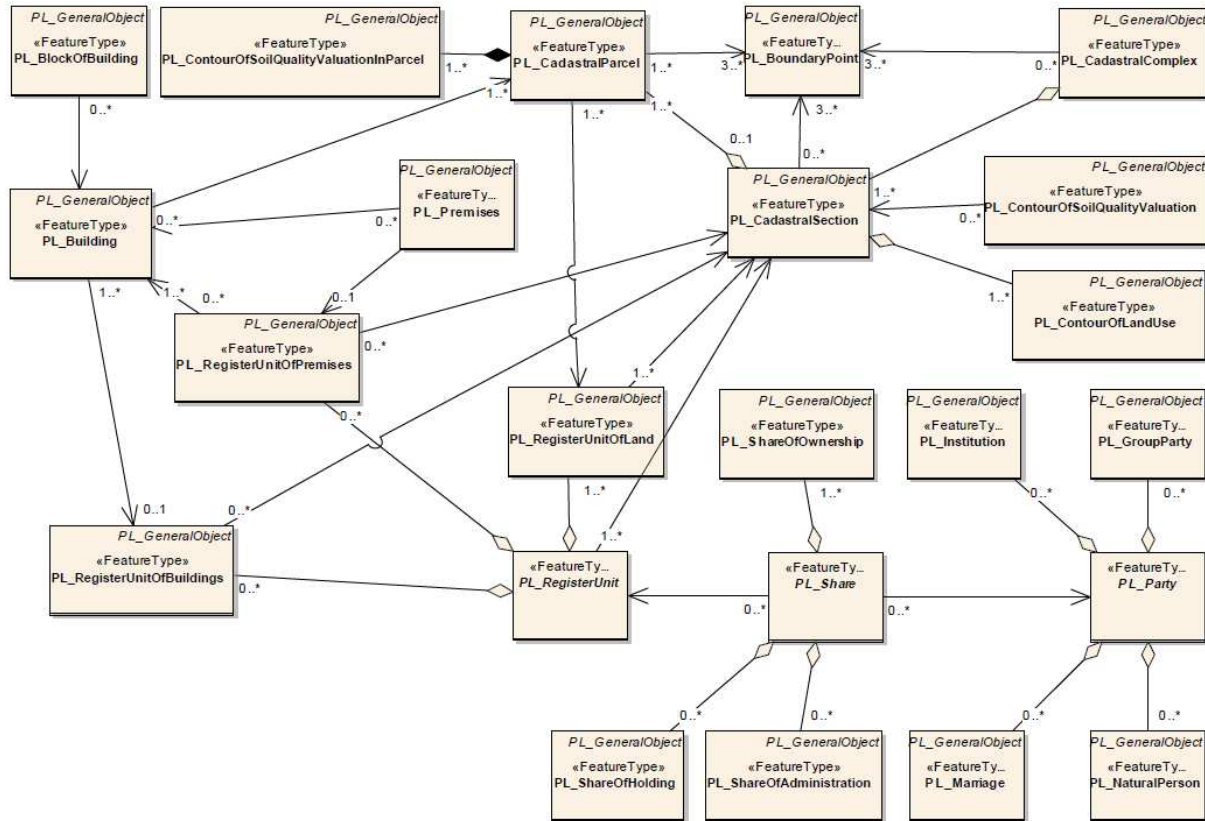 PL_GeneralObject
«FeatureType»
PL_BlockOfBuilding
0..*
PL_GeneralObject
«FeatureType»
PL_ContourOfSoilQualityValuationInParcel
1..*
PL_GeneralObject
«FeatureType»
PL_CadastralParcel
1..*
1..*
1..*
1..*
PL_GeneralObject
«FeatureTy...
PL_BoundaryPoint
3..*
3..*
3..*
PL_GeneralObject
«FeatureType»
PL_CadastralComplex
0..*
0..1
0..*
PL_GeneralObject
«FeatureType»
PL_Building
0..*
1..*
1..*
PL_GeneralObject
«FeatureTy...
PL_Premises
0..*
0..1
PL_GeneralObject
«FeatureType»
PL_CadastralSection
1..*
PL_GeneralObject
«FeatureType»
PL_ContourOfSoilQualityValuation
0..*
PL_GeneralObject
«FeatureType»
PL_ContourOfLandUse
1..*
0..*
PL_GeneralObject
«FeatureType»
PL_RegisterUnitOfPremises
0..*
0..*
1..*
PL_GeneralObject
«FeatureType»
PL_RegisterUnitOfLand
1..*
PL_GeneralObject
«FeatureType»
PL_ShareOfOwnership
1..*
PL_GeneralObject
«FeatureTy...
PL_Institution
0..*
PL_GeneralObject
«FeatureTy...
PL_GroupParty
0..*
0..1
0..*
PL_GeneralObject
«FeatureType»
PL_RegisterUnitOfBuildings
0..*
1..*
«FeatureTy...
PL_RegisterUnit
«FeatureTy...
PL_Share
0..*
0..*
«FeatureTy...
PL_Party
0..*
0..*
0..*
0..*
PL_GeneralObject
«FeatureType»
PL_ShareOfHolding
PL_GeneralObject
«FeatureType»
PL_ShareOfAdministration
PL_GeneralObject
«FeatureTy...
PL_Marriage
PL_GeneralObject
«FeatureTy...
PL_NaturalPerson